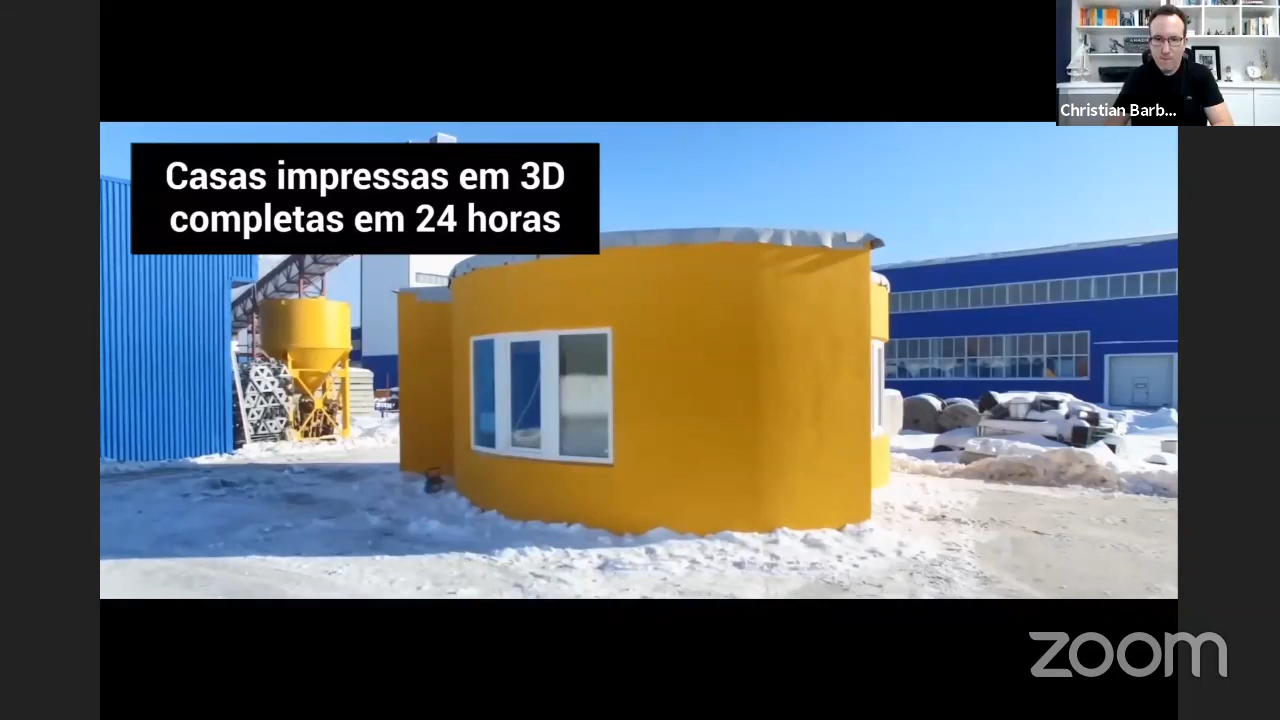 Christian Barb...
Casas impressas em 3D
completas em 24 horas
zoom